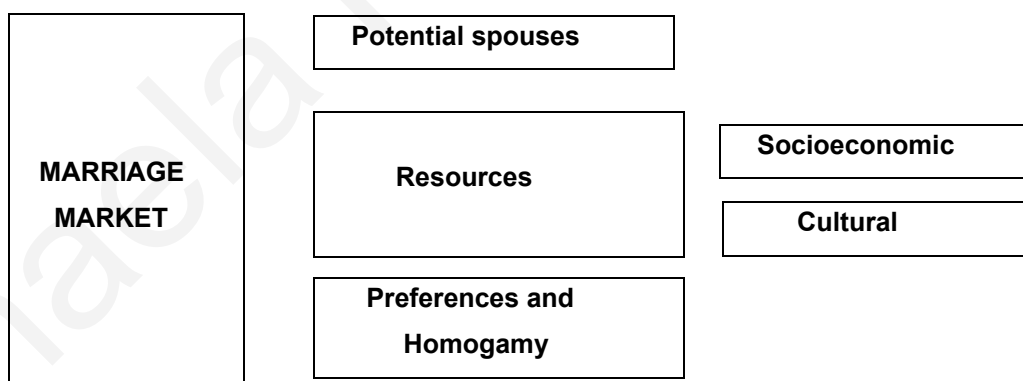 MARRIAGE
MARKET
Potential spouses
Resources
Socioeconomic
Cultural
Preferences and
Homogamy